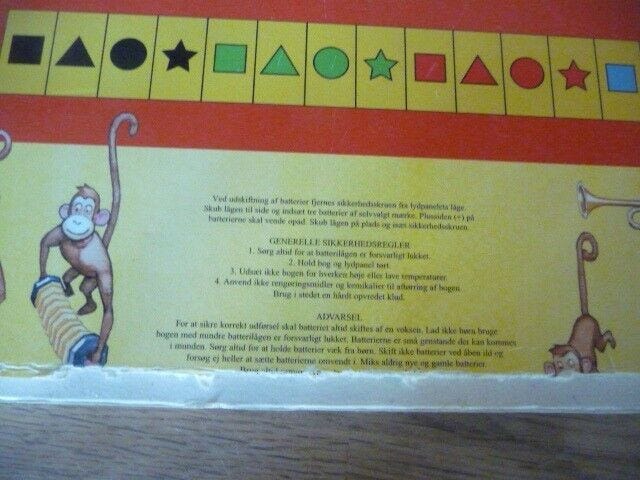 Ved udskiftning af batterier fjernes sikkerhedsskruen fra lydpanelets låge.
Skub lågen til side og indsæt tre batterier af selvvalgt mærke. Plussiden (+) på
batterierne skal vende opad. Skub lågen på plads og isæt sikkerhedsskruen.
GENERELLE SIKKERHEDSREGLER
1. Sørg altid for at batterilågen er forsvarligt lukket.
2. Hold bog og lydpanel tørt.
3. Udsæt ikke bogen for hverken høje eller lave temperaturer.
4. Anvend ikke rengøringsmidler og kemikalier til aftørring af bogen.
Brug i stedet en hårdt opvredet klud.
ADVARSEL
For at sikre korrekt udførsel skal batteriet altid skiftes af en voksen. Lad ikke børn bruge
bogen med mindre batterilågen er forsvarligt lukket. Batterierne er små genstande der kan kommes
i munden. Sørg altid for at holde batterier væk fra børn. Skift ikke batterier ved åben ild og
forsøg ej heller at sætte batterierne omvendt i. Miks aldrig nye og gamle batterier.
Brug altid